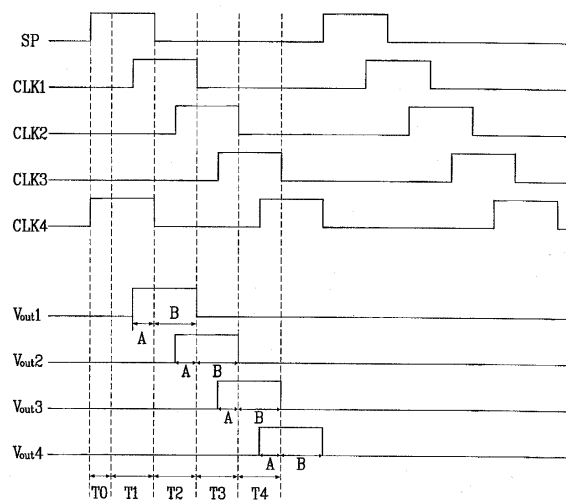 SP
CLK1
CLK2
CLK3
CLK4
Vout1
A B
Vout2
A B
Vout3
A B
Vout4
A B
T0 T1 T2 T3 T4